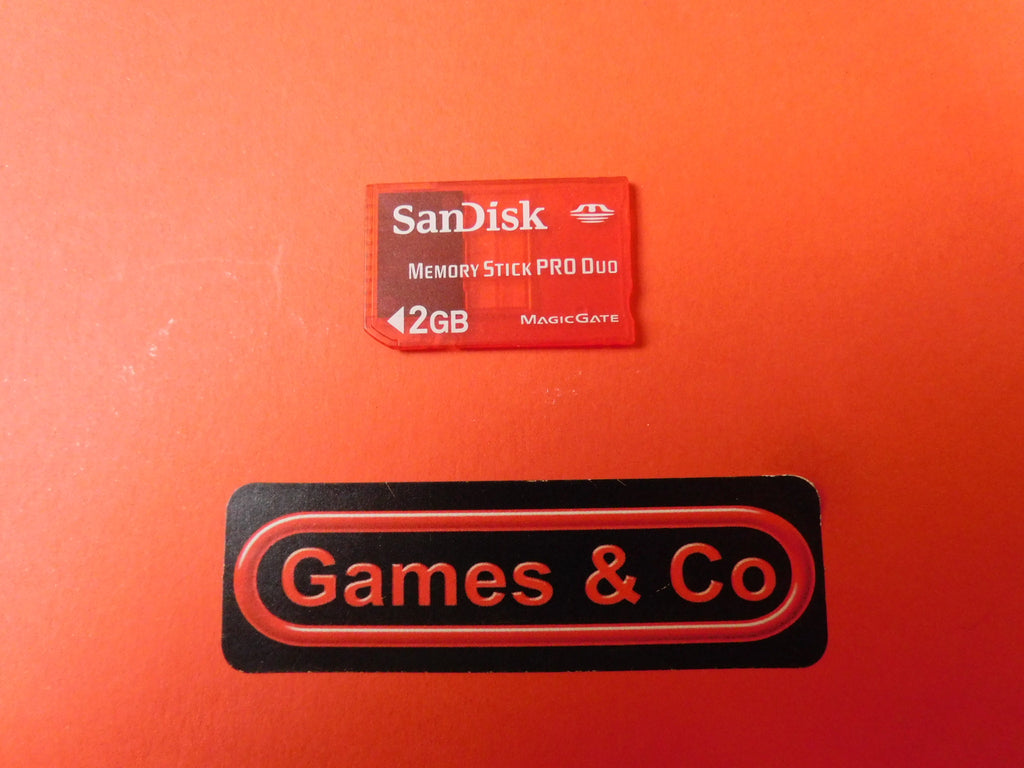 SanDisk
Memory Stick PRO Duo
2GB MagicGate
Games & Co